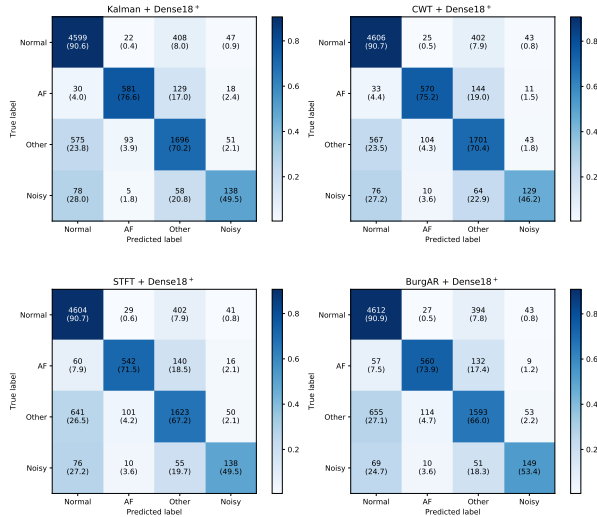 Kalman + Dense18+
Normal
4599 22 408 47
(90.6) (0.4) (8.0) (0.9)
AF
30 581 129 18
(4.0) (76.6) (17.0) (2.4)
Other
575 93 1696 51
(23.8) (3.9) (70.2) (2.1)
Noisy
78 5 58 138
(28.0) (1.8) (20.8) (49.5)
Normal AF Other Noisy
Predicted label
True label
0.8
0.6
0.4
0.2
CWT + Dense18+
Normal
4606 25 402 43
(90.7) (0.5) (7.9) (0.8)
AF
33 570 144 11
(4.4) (75.2) (19.0) (1.5)
Other
567 104 1701 43
(23.5) (4.3) (70.4) (1.8)
Noisy
76 10 64 129
(27.2) (3.6) (22.9) (46.2)
Normal AF Other Noisy
Predicted label
True label
0.8
0.6
0.4
0.2
STFT + Dense18+
Normal
4604 29 402 41
(90.7) (0.6) (7.9) (0.8)
AF
60 542 140 16
(7.9) (71.5) (18.5) (2.1)
Other
641 101 1623 50
(26.5) (4.2) (67.2) (2.1)
Noisy
76 10 55 138
(27.2) (3.6) (19.7) (49.5)
Normal AF Other Noisy
Predicted label
True label
0.8
0.6
0.4
0.2
BurgAR + Dense18+
Normal
4612 27 394 43
(90.9) (0.5) (7.8) (0.8)
AF
57 560 132 9
(7.5) (73.9) (17.4) (1.2)
Other
655 114 1593 53
(27.1) (4.7) (66.0) (2.2)
Noisy
69 10 51 149
(24.7) (3.6) (18.3) (53.4)
Normal AF Other Noisy
Predicted label
True label
0.8
0.6
0.4
0.2